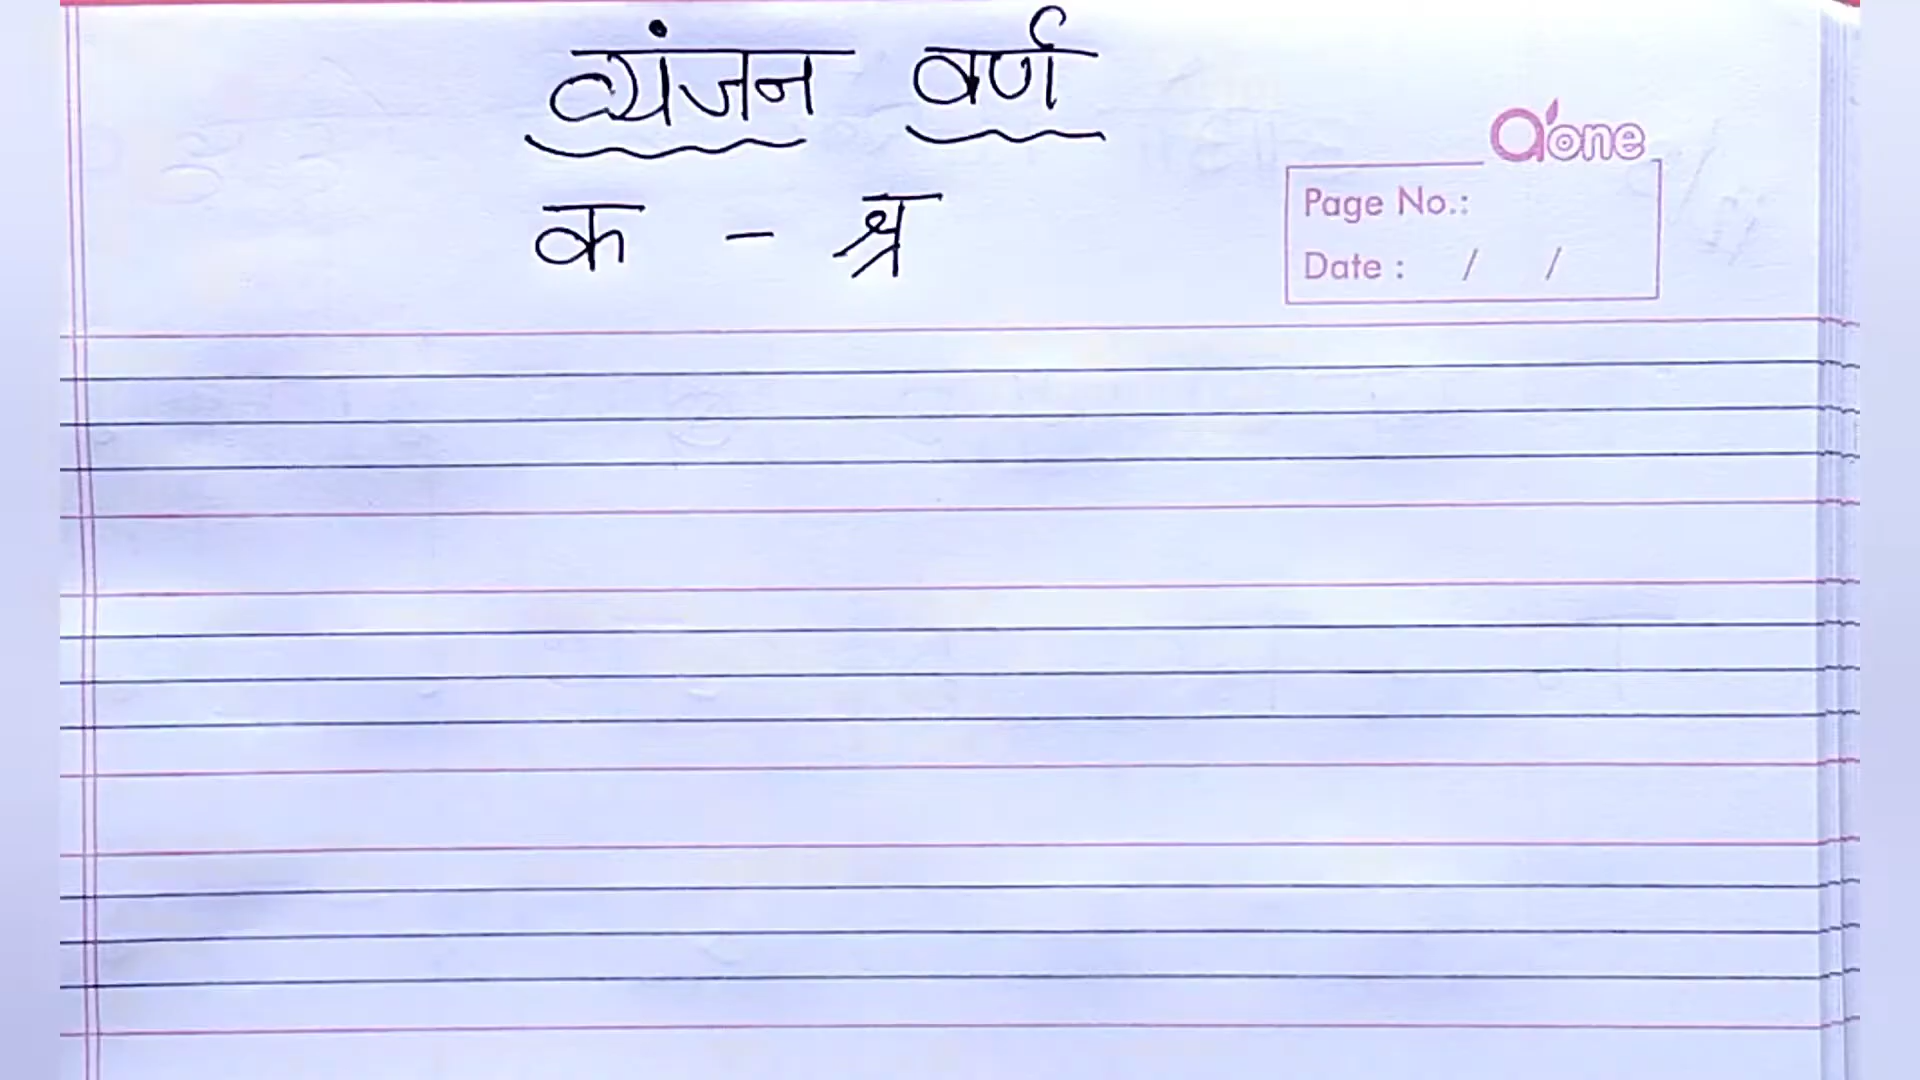 व्यंजन वर्ण
क - श्र
aone
Page No.:
Date : / /